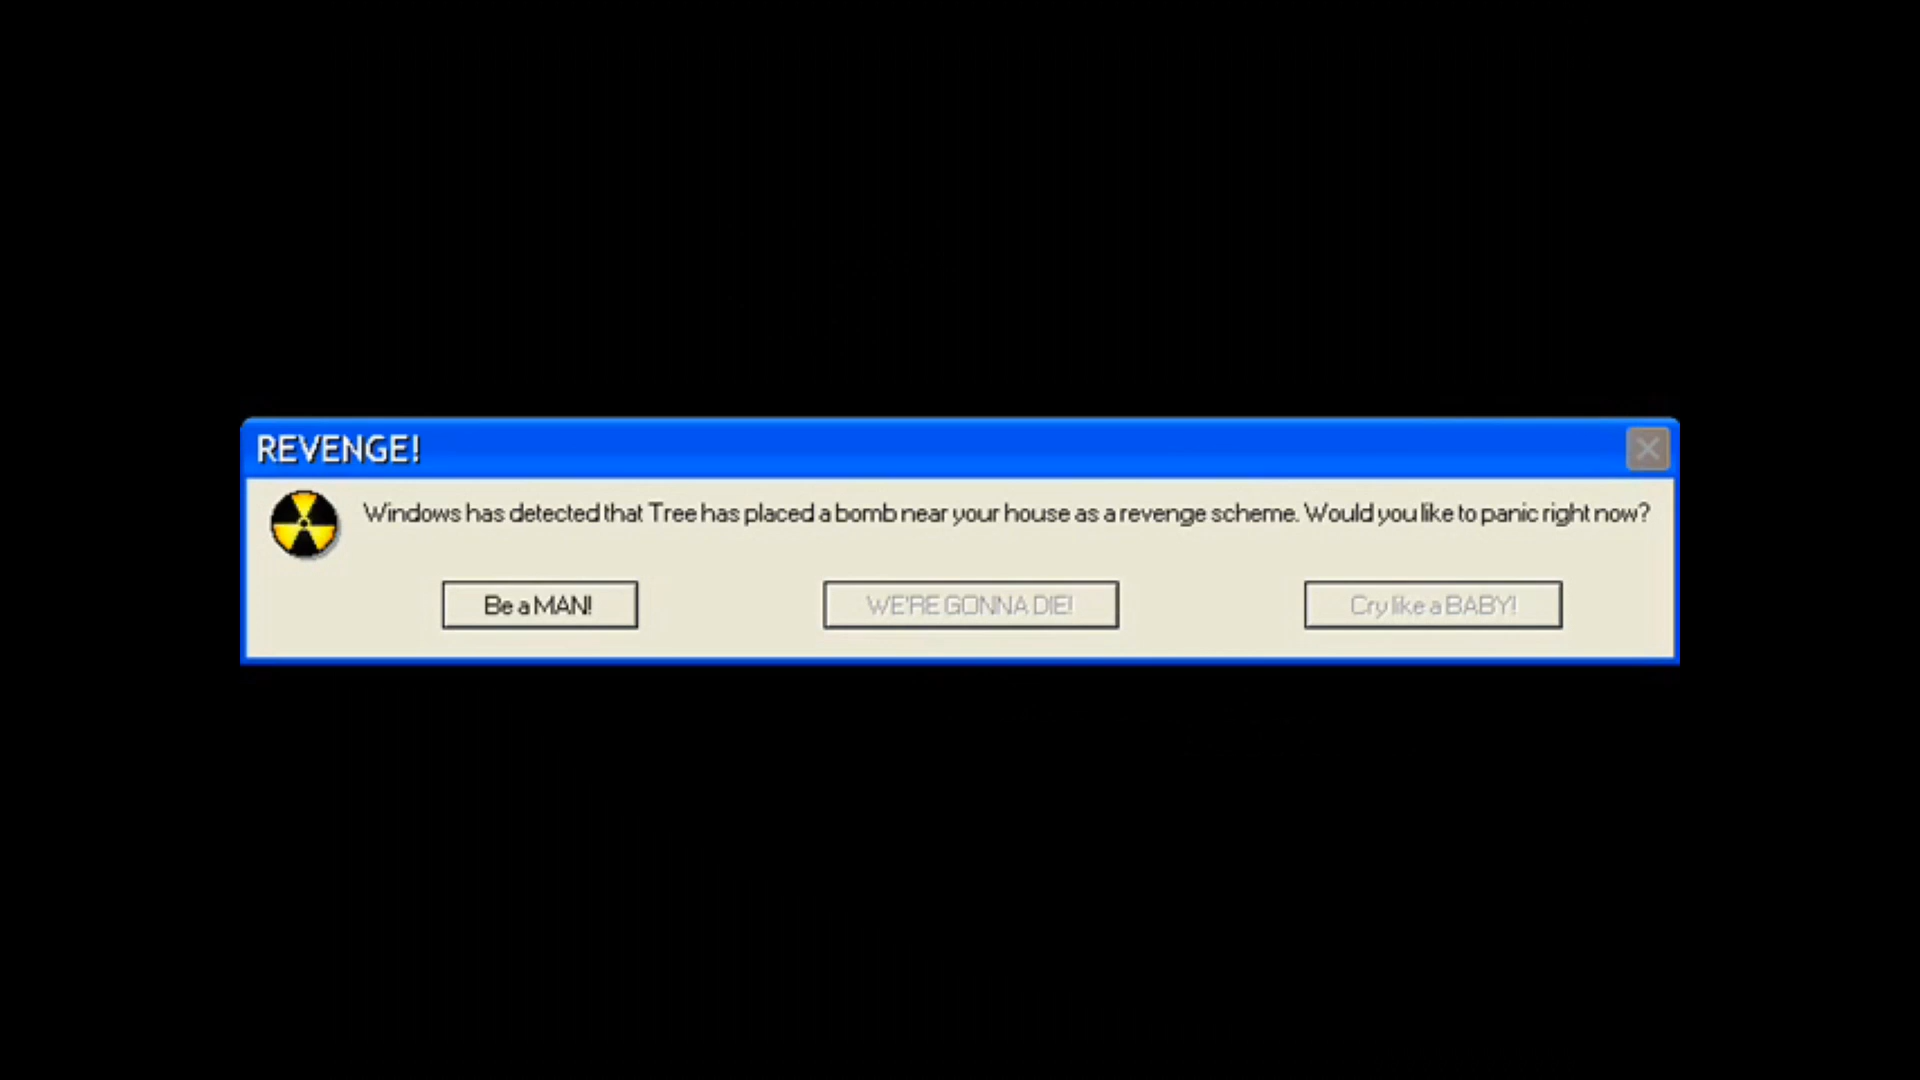 REVENGE!
Windows has detected that Tree has placed a bomb near your house as a revenge scheme. Would you like to panic right now?
Be a MAN!
WE'RE GONNA DIE!
Cry like a BABY!